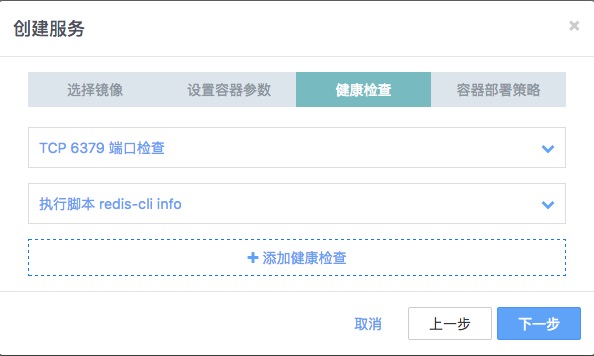 创建服务
选择镜像 设置容器参数 健康检查 容器部署策略
TCP 6379 端口检查
执行脚本 redis-cli info
+ 添加健康检查
取消 上一步 下一步